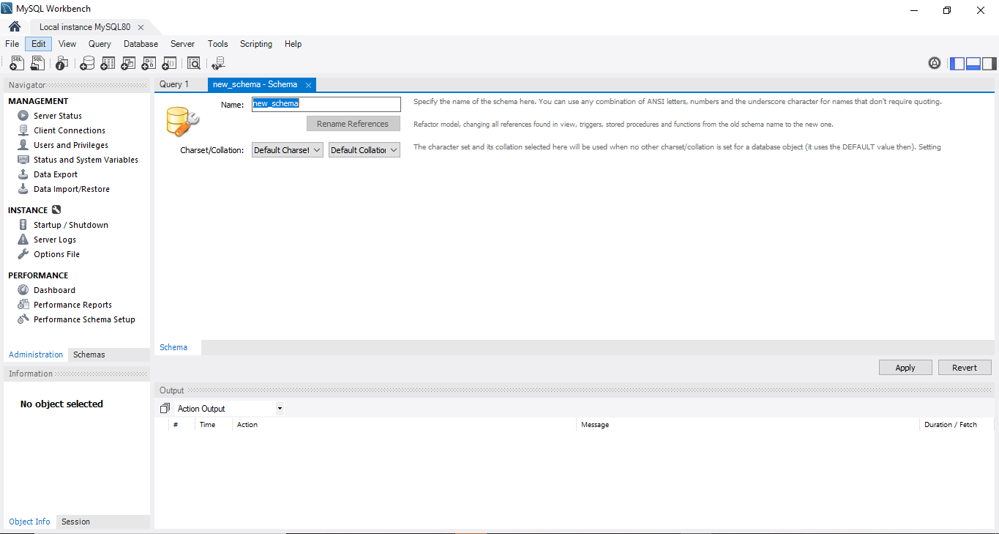 MySQL Workbench
Local instance MySQL80
File Edit View Query Database Server Tools Scripting Help
Navigator
MANAGEMENT
Server Status
Client Connections
Users and Privileges
Status and System Variables
Data Export
Data Import/Restore
INSTANCE
Startup / Shutdown
Server Logs
Options File
PERFORMANCE
Dashboard
Performance Reports
Performance Schema Setup
Administration Schemas
Information
No object selected
Object Info Session
Query 1 new_schema - Schema
Name: new_schema Specify the name of the schema here. You can use any combination of ANSI letters, numbers and the underscore character for names that don't require quoting.
Rename References Refactor model, changing all references found in view, triggers, stored procedures and functions from the old schema name to the new one.
Charset/Collation: Default Charset Default Collation The character set and its collation selected here will be used when no other charset/collation is set for a database object (it uses the DEFAULT value then). Setting
Schema
Apply Revert
Output
Action Output
# Time Action Message Duration / Fetch